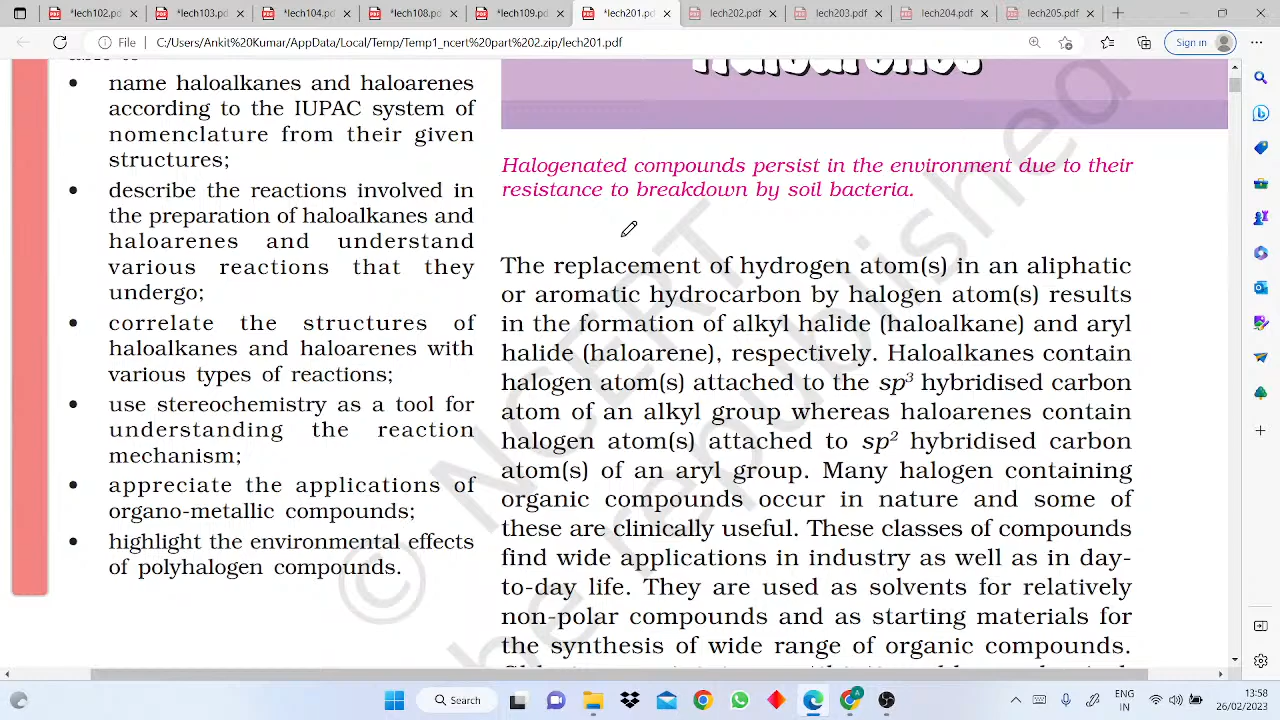 *lech102.pdf
*lech103.pdf
*lech104.pdf
*lech108.pdf
*lech109.pdf
*lech201.pdf
lech202.pdf
lech203.pdf
lech204.pdf
lech205.pdf
File
C:/Users/Ankit%20Kumar/AppData/Local/Temp/Temp1_ncert%20part%202.zip/lech201.pdf
Sign in
• name haloalkanes and haloarenes
according to the IUPAC system of
nomenclature from their given
structures;
• describe the reactions involved in
the preparation of haloalkanes and
haloarenes and understand
various reactions that they
undergo;
• correlate the structures of
haloalkanes and haloarenes with
various types of reactions;
• use stereochemistry as a tool for
understanding the reaction
mechanism;
• appreciate the applications of
organo-metallic compounds;
• highlight the environmental effects
of polyhalogen compounds.
Haloarenes
Halogenated compounds persist in the environment due to their
resistance to breakdown by soil bacteria.
The replacement of hydrogen atom(s) in an aliphatic
or aromatic hydrocarbon by halogen atom(s) results
in the formation of alkyl halide (haloalkane) and aryl
halide (haloarene), respectively. Haloalkanes contain
halogen atom(s) attached to the sp³ hybridised carbon
atom of an alkyl group whereas haloarenes contain
halogen atom(s) attached to sp² hybridised carbon
atom(s) of an aryl group. Many halogen containing
organic compounds occur in nature and some of
these are clinically useful. These classes of compounds
find wide applications in industry as well as in day-
to-day life. They are used as solvents for relatively
non-polar compounds and as starting materials for
the synthesis of wide range of organic compounds.
© NCERT
be republished
Search
ENG
IN
13:58
26/02/2023